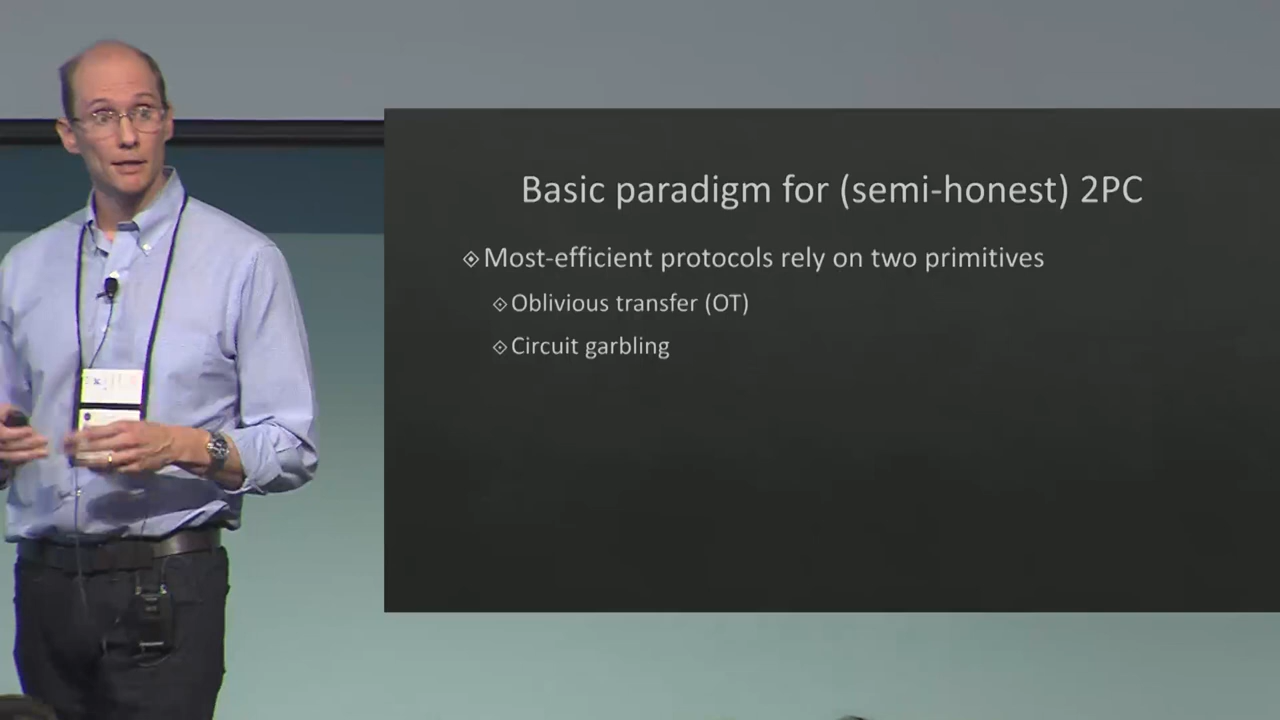 Basic paradigm for (semi-honest) 2PC
Most-efficient protocols rely on two primitives
Oblivious transfer (OT)
Circuit garbling